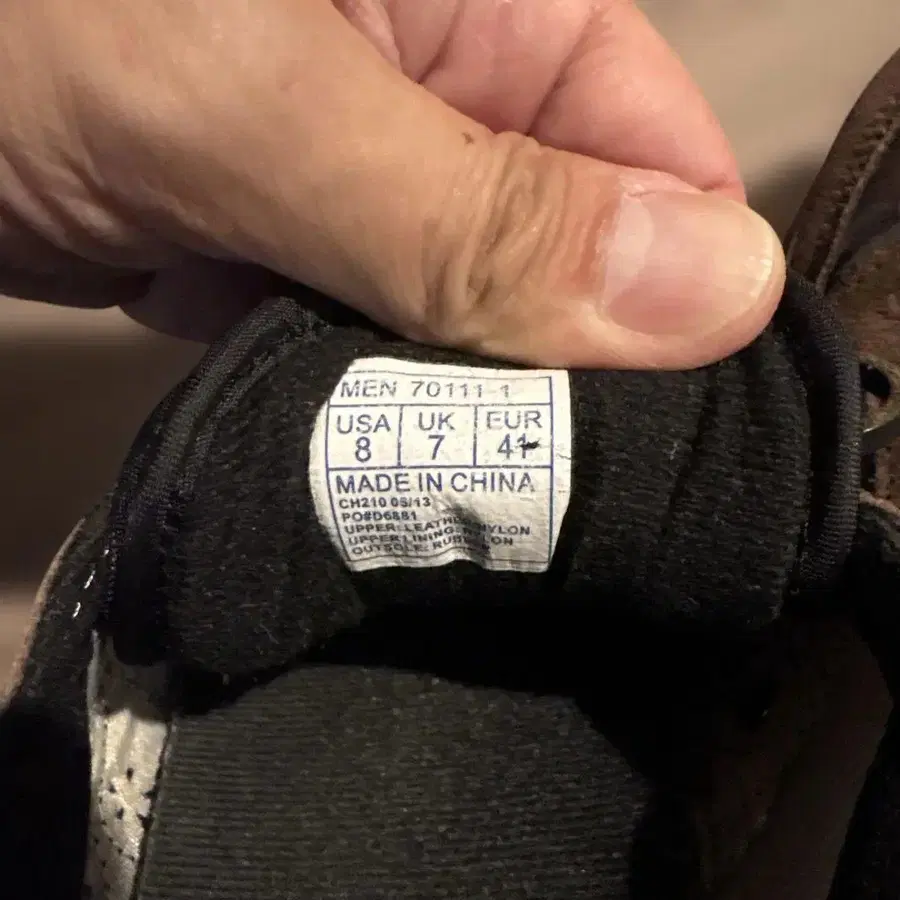 MEN 70111-1
USA UK EUR
8 7 41
MADE IN CHINA
CH210 05/13
PO#D6881
UPPER: NYLON
UPPER LINING:
OUTSOLE: